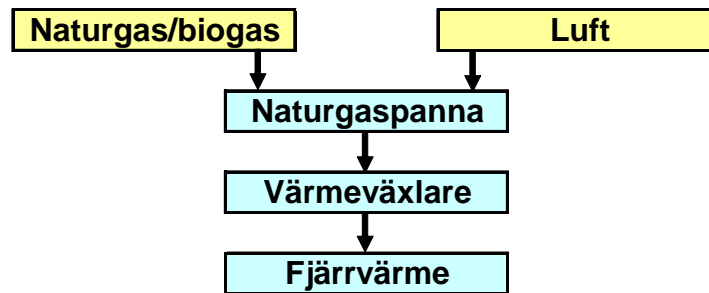 Naturgas/biogas
Luft
Naturgaspanna
Värmeväxlare
Fjärrvärme